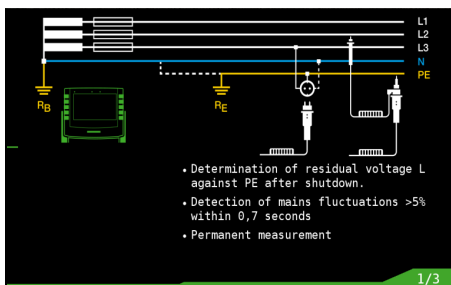 L1
L2
L3
N
PE
RB
RE
• Determination of residual voltage L
against PE after shutdown.
• Detection of mains fluctuations >5%
within 0,7 seconds
• Permanent measurement
1/3